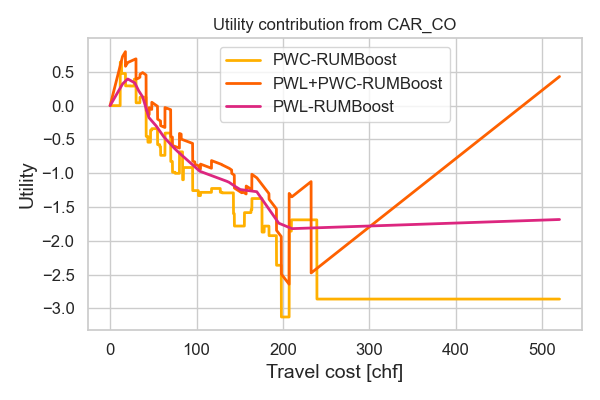 Utility contribution from CAR_CO
PWC-RUMBoost
PWL+PWC-RUMBoost
PWL-RUMBoost
Utility
0.5
0.0
−0.5
−1.0
−1.5
−2.0
−2.5
−3.0
0 100 200 300 400 500
Travel cost [chf]